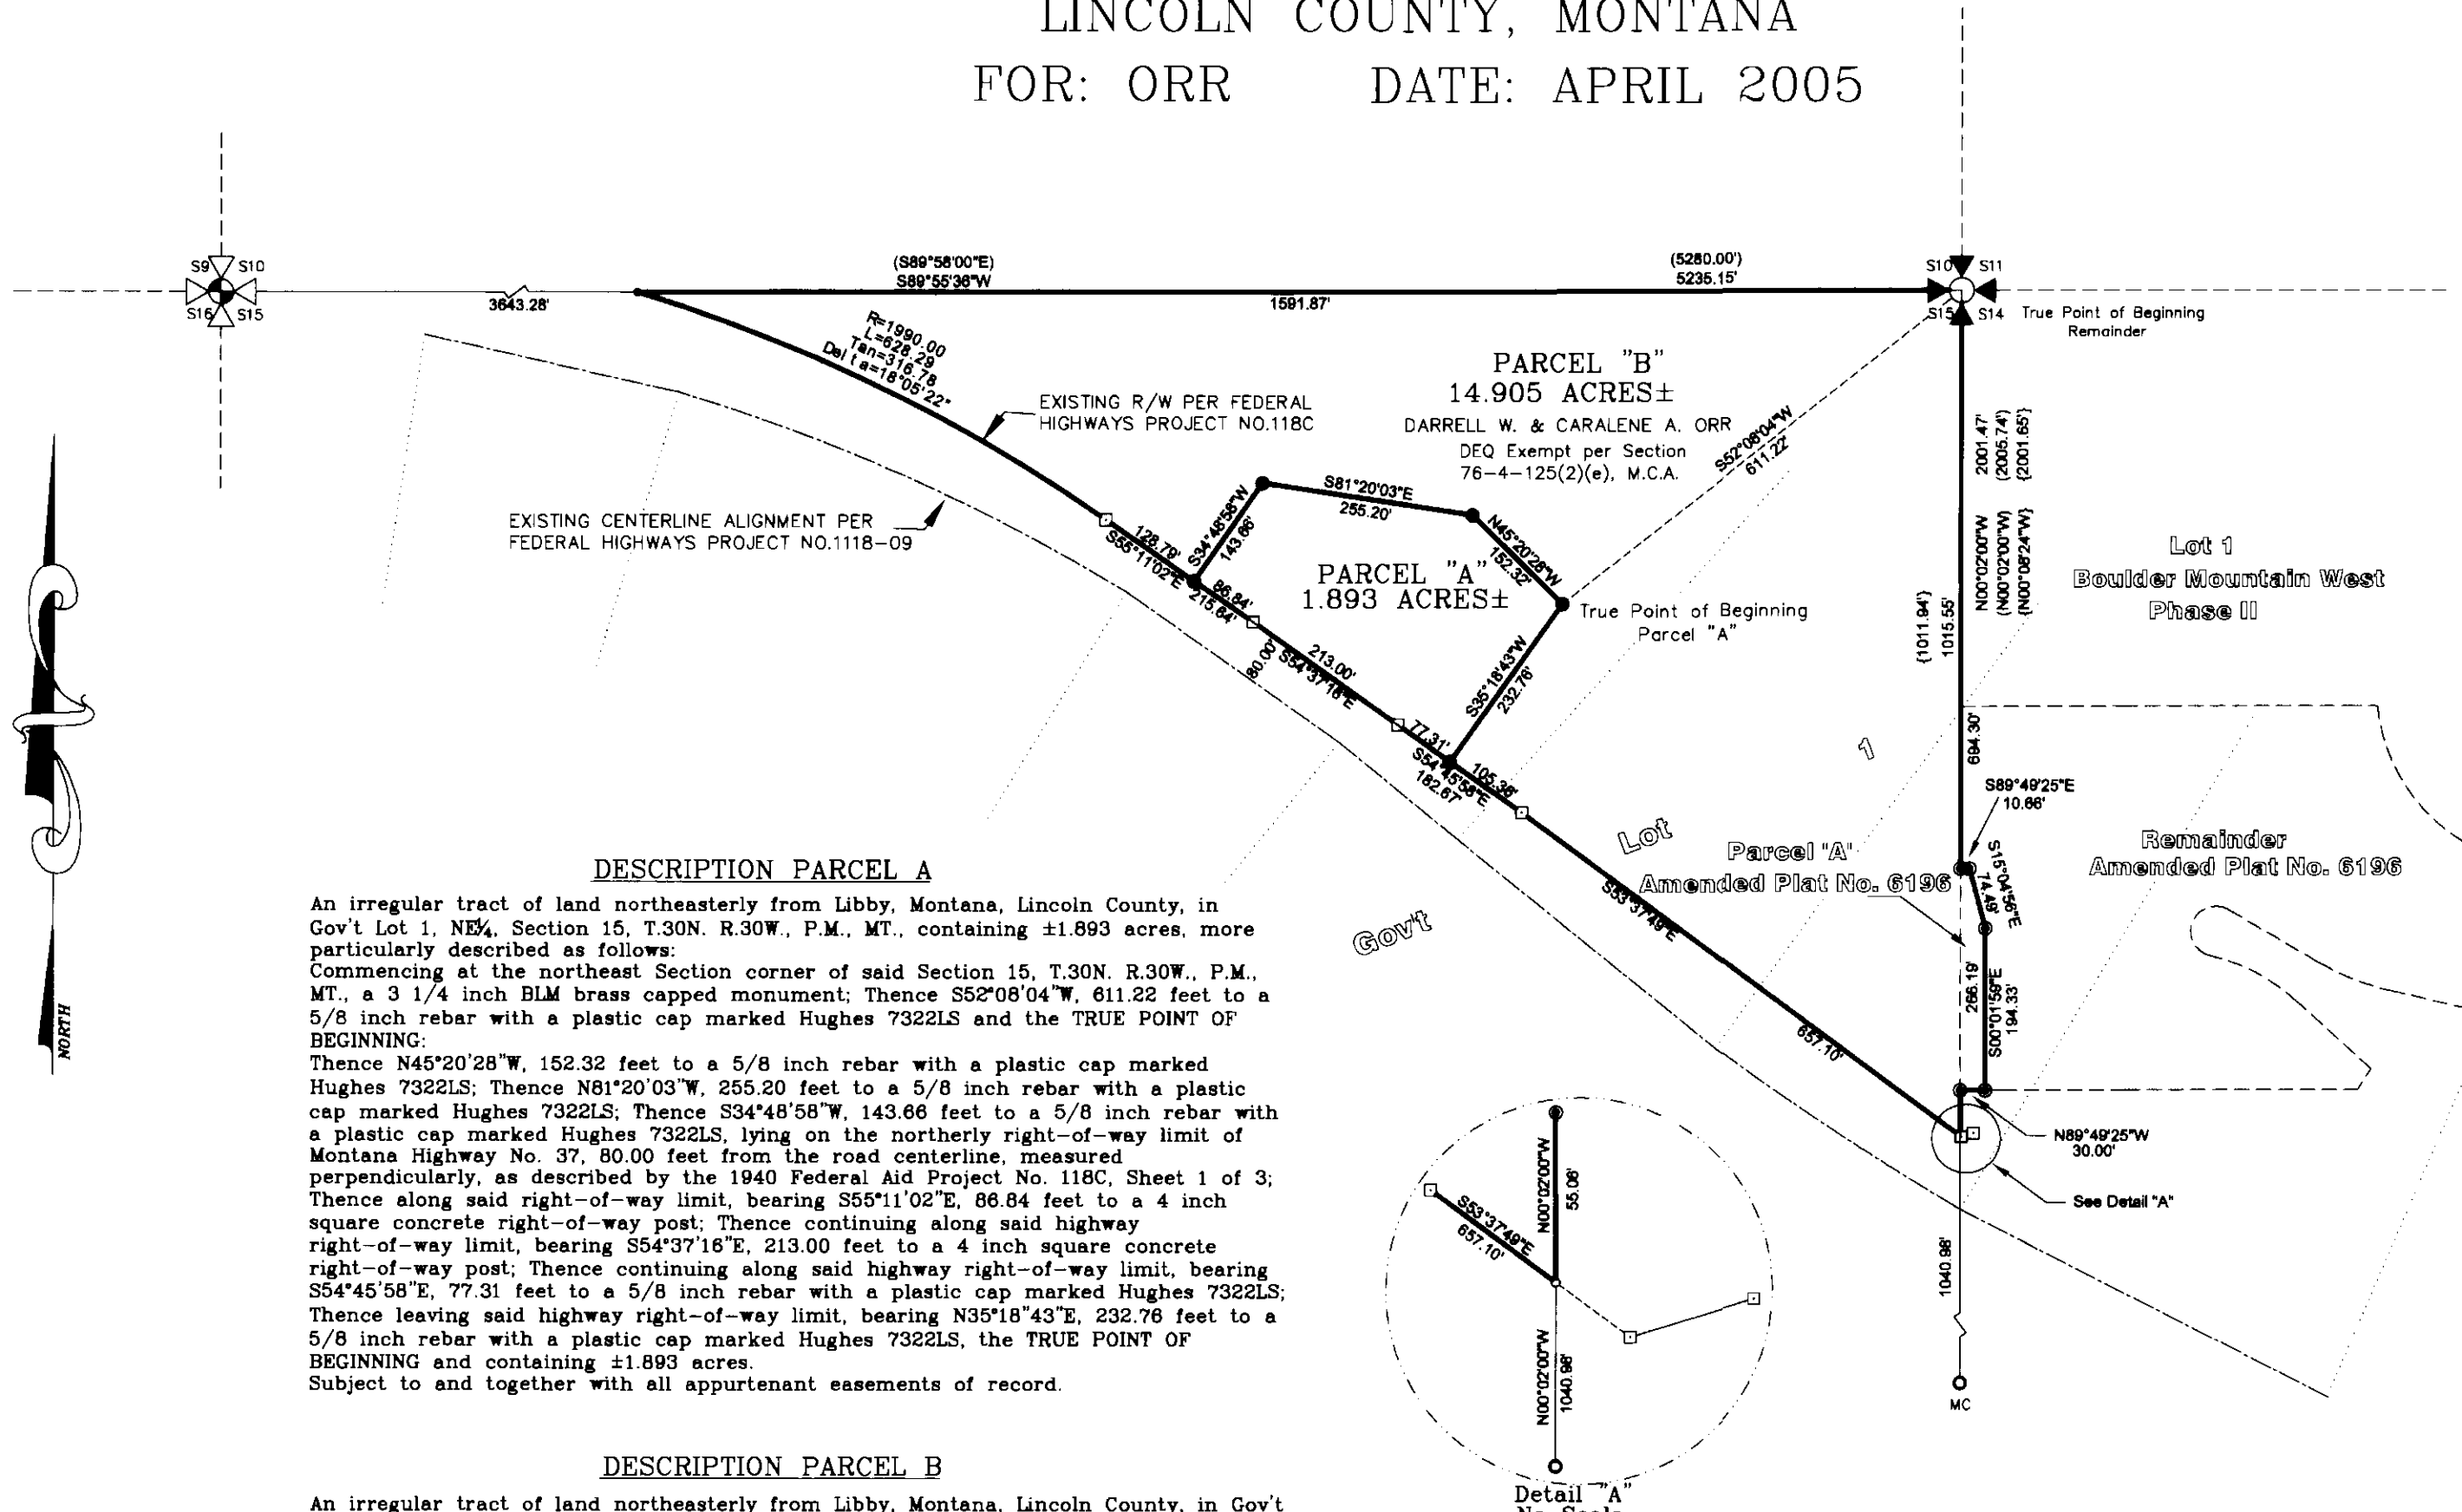 LINCOLN COUNTY, MONTANA
FOR: ORR DATE: APRIL 2005
S9 S10
S16 S15
3643.28'
(S89°58'00"E)
S89°55'36"W
(5280.00')
5235.15'
1591.87'
S10 S11
S15 S14
True Point of Beginning
Remainder
R=1990.00
L=628.29
Tan=316.78
Delta=18°05'22"
EXISTING R/W PER FEDERAL
HIGHWAYS PROJECT NO.118C
PARCEL "B"
14.905 ACRES±
DARRELL W. & CARALENE A. ORR
DEQ Exempt per Section
76-4-125(2)(e), M.C.A.
S52°08'04"W
611.22'
2001.47'
(2005.74')
{2001.65'}
N00°02'00"W
(N00°02'00"W)
{N00°08'24"W}
{1011.94'}
1015.55'
EXISTING CENTERLINE ALIGNMENT PER
FEDERAL HIGHWAYS PROJECT NO.1118-09
128.79'
S55°11'02"E
S34°48'58"W
143.66'
S81°20'03"E
255.20'
N45°20'28"W
152.32'
PARCEL "A"
1.893 ACRES±
86.84'
215.64'
80.00'
213.00'
S54°37'16"E
S35°18'43"W
232.76'
True Point of Beginning
Parcel "A"
77.31'
S54°45'58"E
182.67'
105.36'
Lot 1
Boulder Mountain West
Phase II
694.30'
S89°49'25"E
10.66'
S15°04'56"E
74.49'
Gov't
Lot
1
Parcel "A"
Amended Plat No. 6196
Remainder
Amended Plat No. 6196
S53°37'49"E
657.10'
266.19'
S00°01'59"E
194.33'
N89°49'25"W
30.00'
See Detail "A"
1040.98'
MC
NORTH
DESCRIPTION PARCEL A
An irregular tract of land northeasterly from Libby, Montana, Lincoln County, in
Gov't Lot 1, NE¼, Section 15, T.30N. R.30W., P.M., MT., containing ±1.893 acres, more
particularly described as follows:
Commencing at the northeast Section corner of said Section 15, T.30N. R.30W., P.M.,
MT., a 3 1/4 inch BLM brass capped monument; Thence S52°08'04"W, 611.22 feet to a
5/8 inch rebar with a plastic cap marked Hughes 7322LS and the TRUE POINT OF
BEGINNING:
Thence N45°20'28"W, 152.32 feet to a 5/8 inch rebar with a plastic cap marked
Hughes 7322LS; Thence N81°20'03"W, 255.20 feet to a 5/8 inch rebar with a plastic
cap marked Hughes 7322LS; Thence S34°48'58"W, 143.66 feet to a 5/8 inch rebar with
a plastic cap marked Hughes 7322LS, lying on the northerly right-of-way limit of
Montana Highway No. 37, 80.00 feet from the road centerline, measured
perpendicularly, as described by the 1940 Federal Aid Project No. 118C, Sheet 1 of 3;
Thence along said right-of-way limit, bearing S55°11'02"E, 86.84 feet to a 4 inch
square concrete right-of-way post; Thence continuing along said highway
right-of-way limit, bearing S54°37'16"E, 213.00 feet to a 4 inch square concrete
right-of-way post; Thence continuing along said highway right-of-way limit, bearing
S54°45'58"E, 77.31 feet to a 5/8 inch rebar with a plastic cap marked Hughes 7322LS;
Thence leaving said highway right-of-way limit, bearing N35°18"43"E, 232.76 feet to a
5/8 inch rebar with a plastic cap marked Hughes 7322LS, the TRUE POINT OF
BEGINNING and containing ±1.893 acres.
Subject to and together with all appurtenant easements of record.
N00°02'00"W
55.06'
S53°37'49"E
657.10'
N00°02'00"W
1040.98'
Detail "A"
DESCRIPTION PARCEL B
An irregular tract of land northeasterly from Libby, Montana, Lincoln County, in Gov't